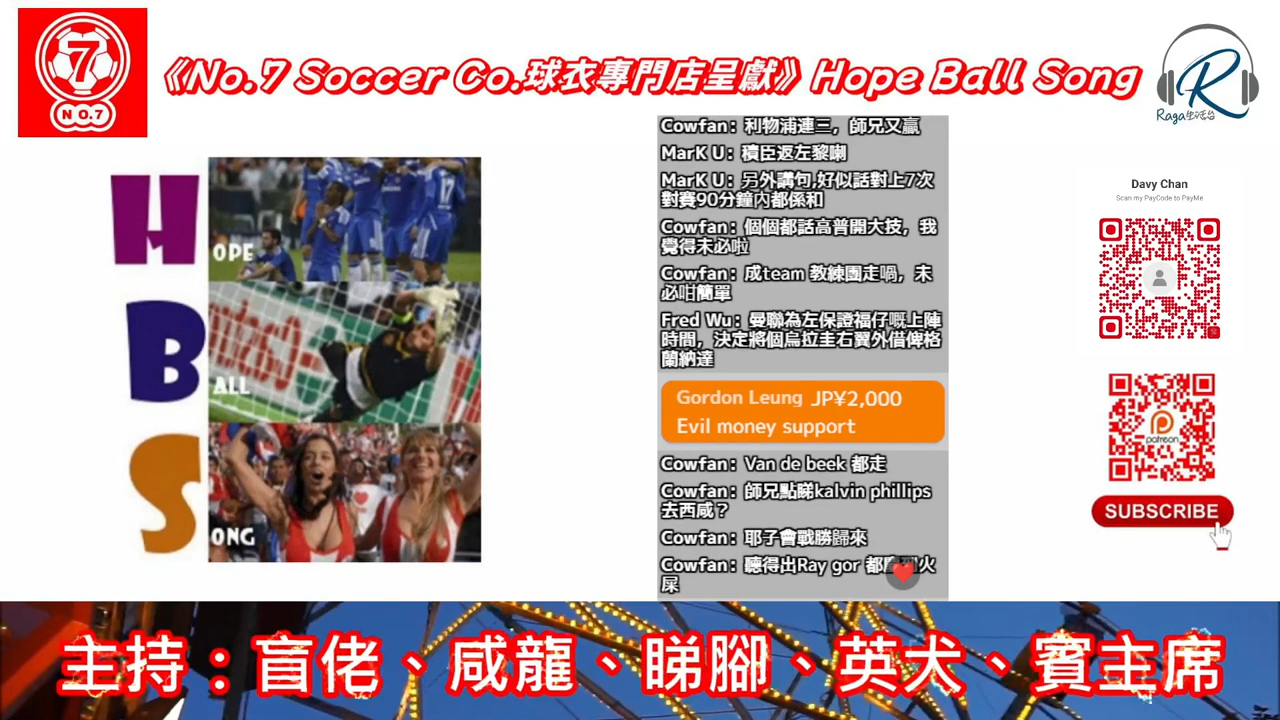 7
NO.7
《No.7 Soccer Co.球衣專門店呈獻》Hope Ball Song
R
Raga生活台
H
OPE
B
ALL
S
ONG
17
Cowfan：利物浦連三，師兄又贏
MarK U：積臣返左黎喇
MarK U：另外講句,好似話對上7次
對賽90分鐘內都係和
Cowfan：個個都話高普開大技，我
覺得未必啦
Cowfan：成team 教練團走喎，未
必咁簡單
Fred Wu：曼聯為左保證福仔嘅上陣
時間，決定將個烏拉圭右翼外借俾格
蘭納達
Gordon Leung JP¥2,000
Evil money support
Cowfan：Van de beek 都走
Cowfan：師兄點睇kalvin phillips
去西咸？
Cowfan：耶子會戰勝歸來
Cowfan：聽得出Ray gor 都
火
屎
Davy Chan
Scan my PayCode to PayMe
PATREON
SUBSCRIBE
主持：盲佬、咸龍、睇腳、英犬、賓主席